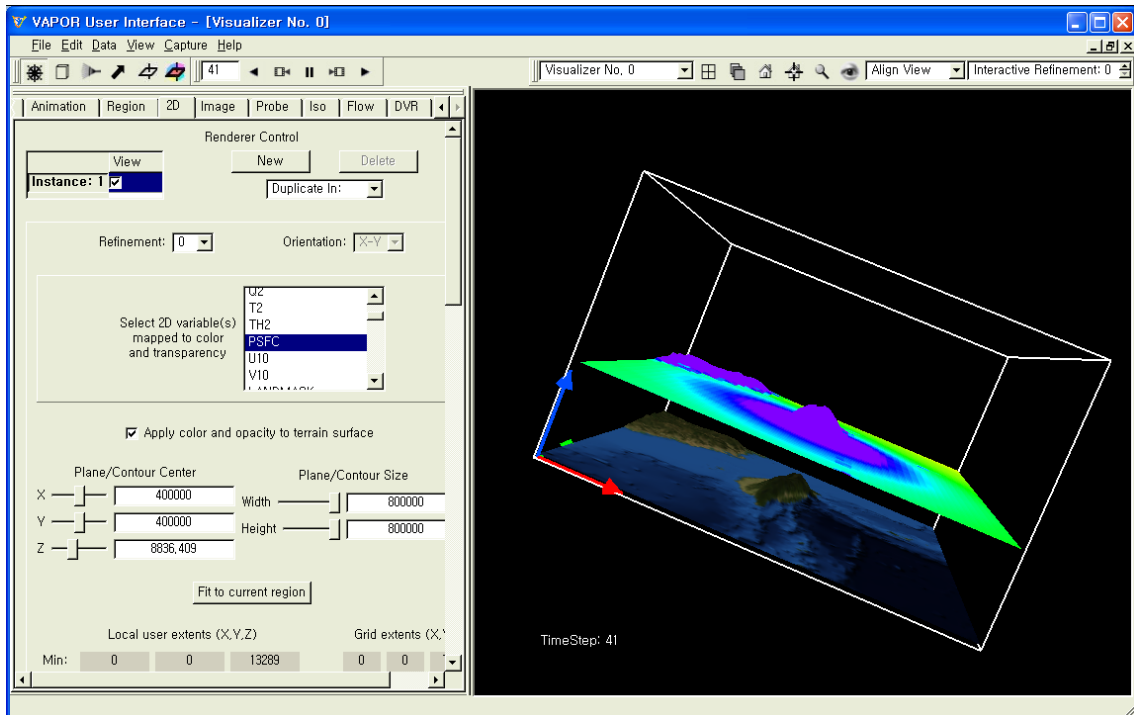 VAPOR User Interface - [Visualizer No. 0]
File Edit Data View Capture Help
41 Visualizer No. 0 Align View Interactive Refinement: 0
Animation Region 2D Image Probe Iso Flow DVR
Renderer Control
View New Delete
Instance: 1
Duplicate In:
Refinement: 0 Orientation: X-Y
Q2
T2
TH2
PSFC
U10
V10
LANDMASK
Select 2D variable(s)
mapped to color
and transparency
Apply color and opacity to terrain surface
Plane/Contour Center Plane/Contour Size
X 400000 Width 800000
Y 400000 Height 800000
Z 8836,409
Fit to current region
Local user extents (X,Y,Z) Grid extents (X,
Min: 0 0 13289 0 0
TimeStep: 41